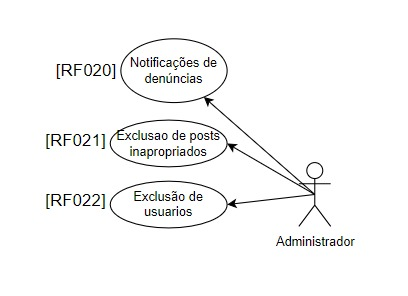 [RF020]
Notificações de
denúncias
[RF021]
Exclusao de posts
inapropriados
[RF022]
Exclusão de
usuarios
Administrador